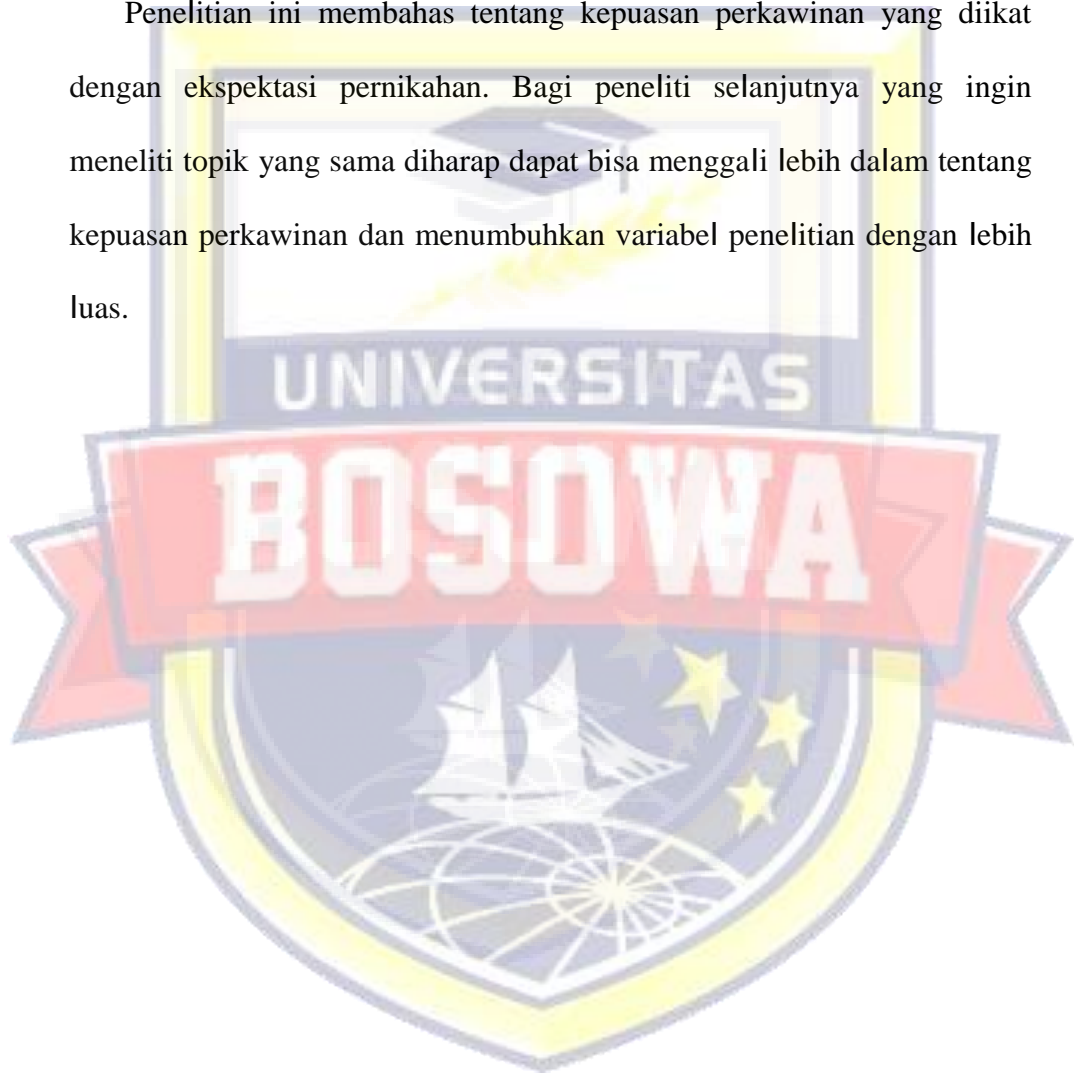 Penelitian ini membahas tentang kepuasan perkawinan yang diikat
dengan ekspektasi pernikahan. Bagi peneliti selanjutnya yang ingin
meneliti topik yang sama diharap dapat bisa menggali lebih dalam tentang
kepuasan perkawinan dan menumbuhkan variabel penelitian dengan lebih
luas.
UNIVERSITAS
BOSOWA